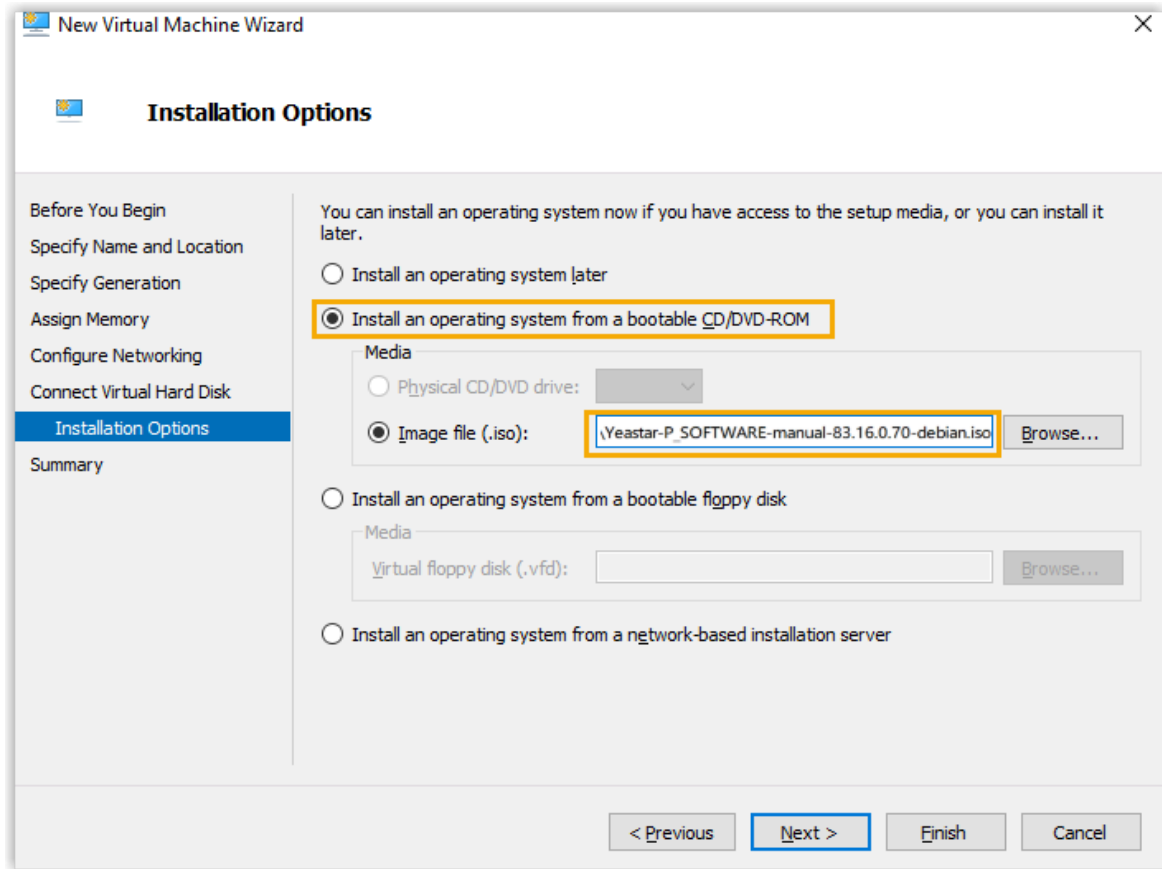 New Virtual Machine Wizard
Installation Options
Before You Begin
Specify Name and Location
Specify Generation
Assign Memory
Configure Networking
Connect Virtual Hard Disk
Installation Options
Summary
You can install an operating system now if you have access to the setup media, or you can install it
later.
Install an operating system later
Install an operating system from a bootable CD/DVD-ROM
Media
Physical CD/DVD drive:
Image file (.iso):
\Yeastar-P_SOFTWARE-manual-83.16.0.70-debian.iso
Browse...
Install an operating system from a bootable floppy disk
Media
Virtual floppy disk (.vfd):
Browse...
Install an operating system from a network-based installation server
< Previous
Next >
Finish
Cancel